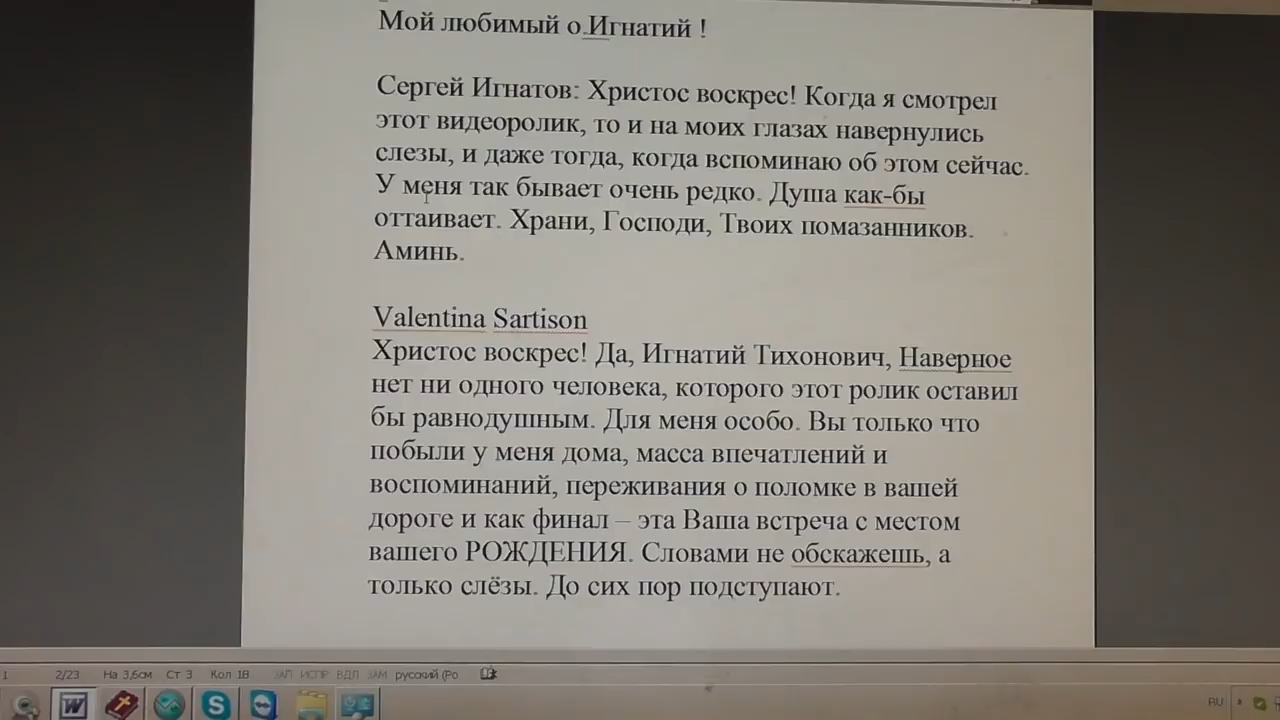 Мой любимый о.Игнатий !
Сергей Игнатов: Христос воскрес! Когда я смотрел
этот видеоролик, то и на моих глазах навернулись
слезы, и даже тогда, когда вспоминаю об этом сейчас.
У меня так бывает очень редко. Душа как-бы
оттаивает. Храни, Господи, Твоих помазанников.
Аминь.
Valentina Sartison
Христос воскрес! Да, Игнатий Тихонович, Наверное
нет ни одного человека, которого этот ролик оставил
бы равнодушным. Для меня особо. Вы только что
побыли у меня дома, масса впечатлений и
воспоминаний, переживания о поломке в вашей
дороге и как финал – эта Ваша встреча с местом
вашего РОЖДЕНИЯ. Словами не обскажешь, а
только слёзы. До сих пор подступают.
1 2/23 На 3,6см Ст 3 Кол 18 ЗАП ИСПР ВДЛ ЗАМ русский (Ро
RU